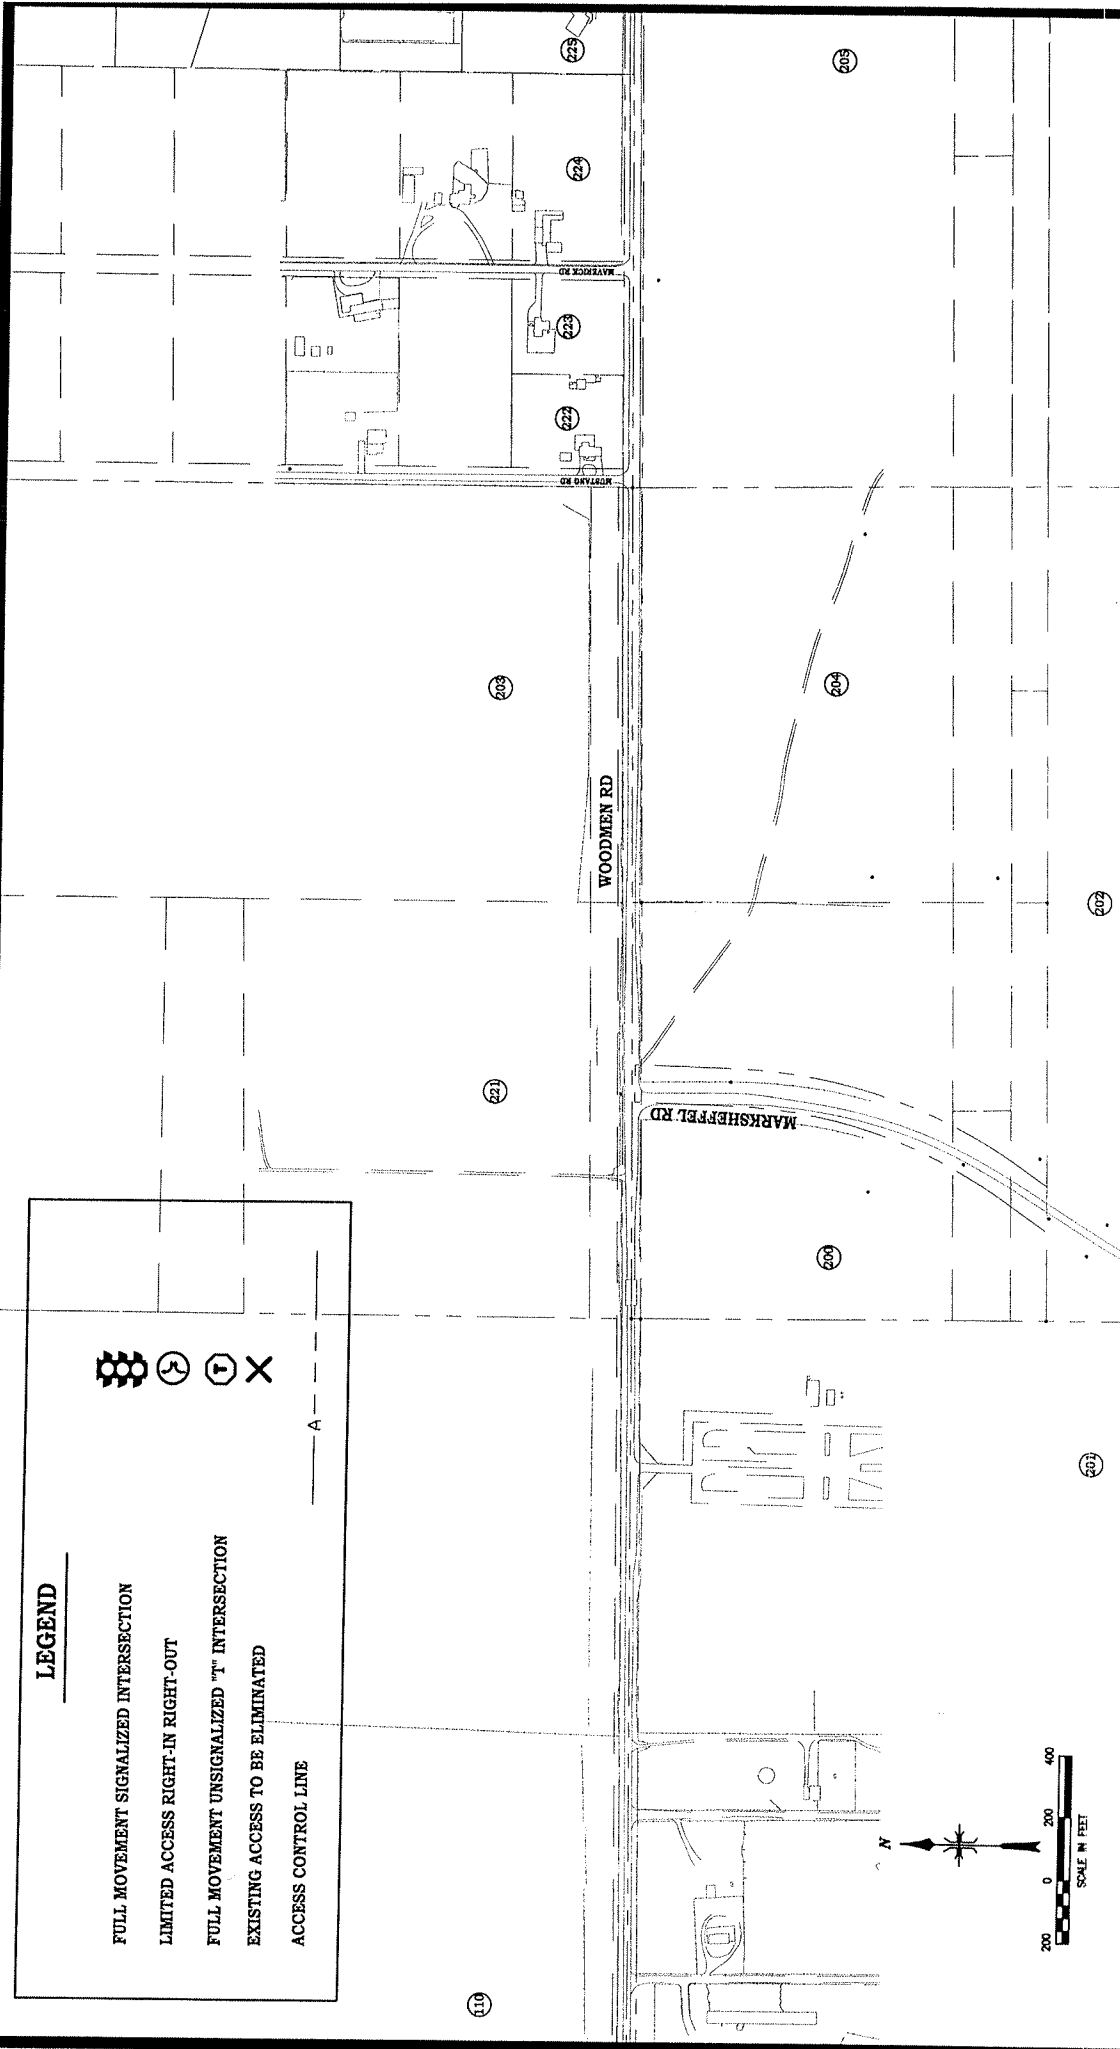 LEGEND
FULL MOVEMENT SIGNALIZED INTERSECTION
LIMITED ACCESS RIGHT-IN RIGHT-OUT
FULL MOVEMENT UNSIGNALIZED "T" INTERSECTION
T
EXISTING ACCESS TO BE ELIMINATED
ACCESS CONTROL LINE
A
110
221
203
222
223
224
225
MUSTANG RD
MAVERICK RD
WOODMEN RD
MARKSHEFFEL RD
200
204
205
201
202
N
200 0 200 400
SCALE IN FEET